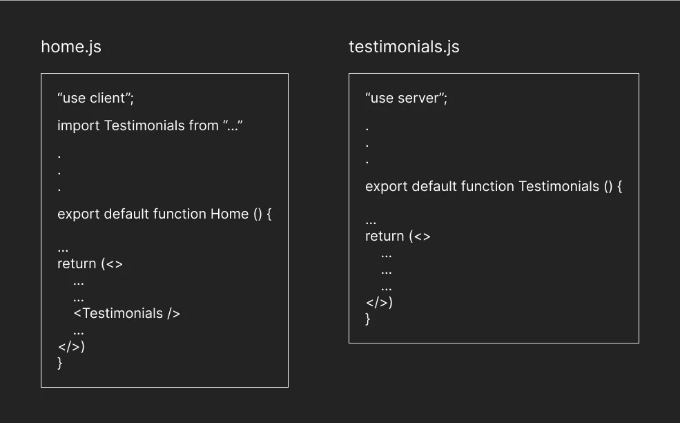 home.js
“use client”;
import Testimonials from “...”
.
.
.
export default function Home () {
...
return (<>
...
...
<Testimonials />
...
</>)
}
testimonials.js
“use server”;
.
.
.
export default function Testimonials () {
...
return (<>
...
...
...
</>)
}